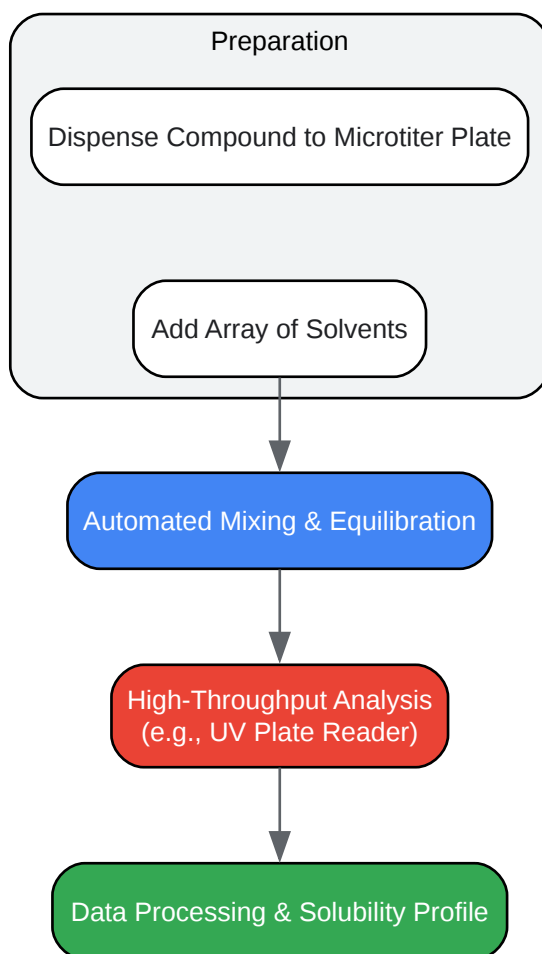 Preparation
Dispense Compound to Microtiter Plate
Add Array of Solvents
Automated Mixing & Equilibration
High-Throughput Analysis
(e.g., UV Plate Reader)
Data Processing & Solubility Profile